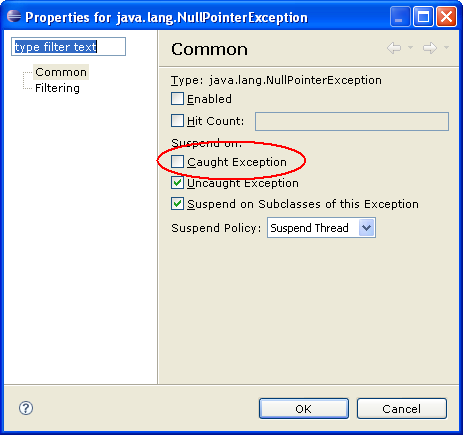 Properties for java.lang.NullPointerException
type filter text
Common
Filtering
Common
Type: java.lang.NullPointerException
Enabled
Hit Count:
Suspend on:
Caught Exception
Uncaught Exception
Suspend on Subclasses of this Exception
Suspend Policy: Suspend Thread
?
OK Cancel